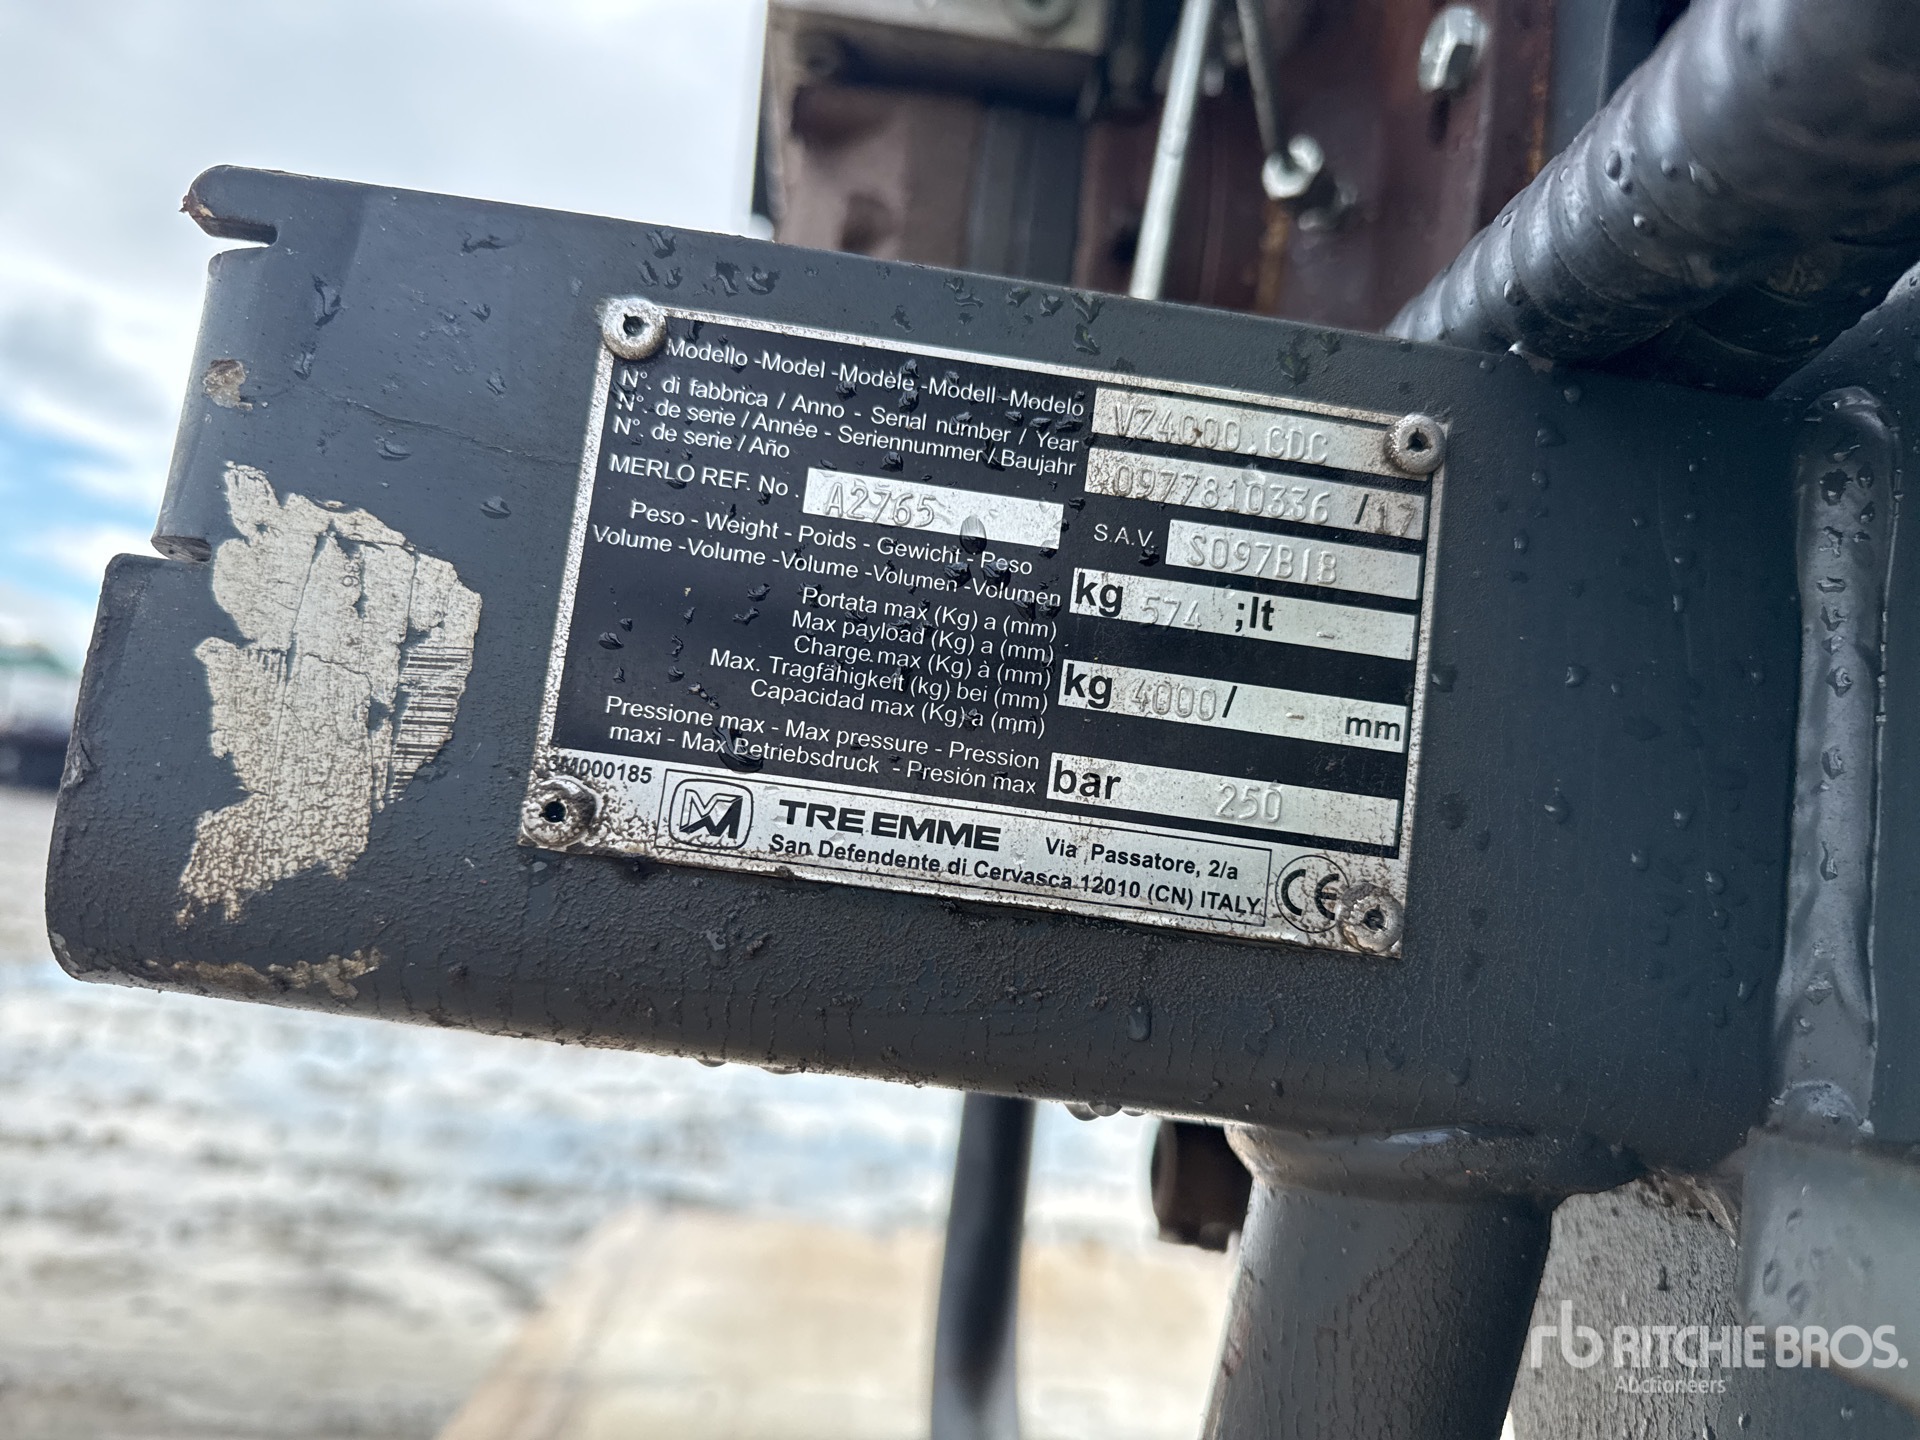 Modello -Model -Modèle -Modell -Modelo VZ4000.CDC
N°. di fabbrica / Anno - Serial number / Year
N°. de serie / Année - Seriennummer / Baujahr 0977810336 /17
N°. de serie / Año
MERLO REF. No. A2765 S.A.V. S097B1B
Peso - Weight - Poids - Gewicht - Peso
Volume -Volume -Volume -Volumen -Volumen kg 574 ;lt -
Portata max (Kg) a (mm)
Max payload (Kg) a (mm)
Charge max (Kg) à (mm) kg 4000 / - mm
Max. Tragfähigkeit (kg) bei (mm)
Capacidad max (Kg) a (mm)
Pressione max - Max pressure - Pression
maxi - Max Betriebsdruck - Presión max bar 250
3M000185
TRE EMME Via Passatore, 2/a
San Defendente di Cervasca 12010 (CN) ITALY
CE
rb RITCHIE BROS.
Auctioneers